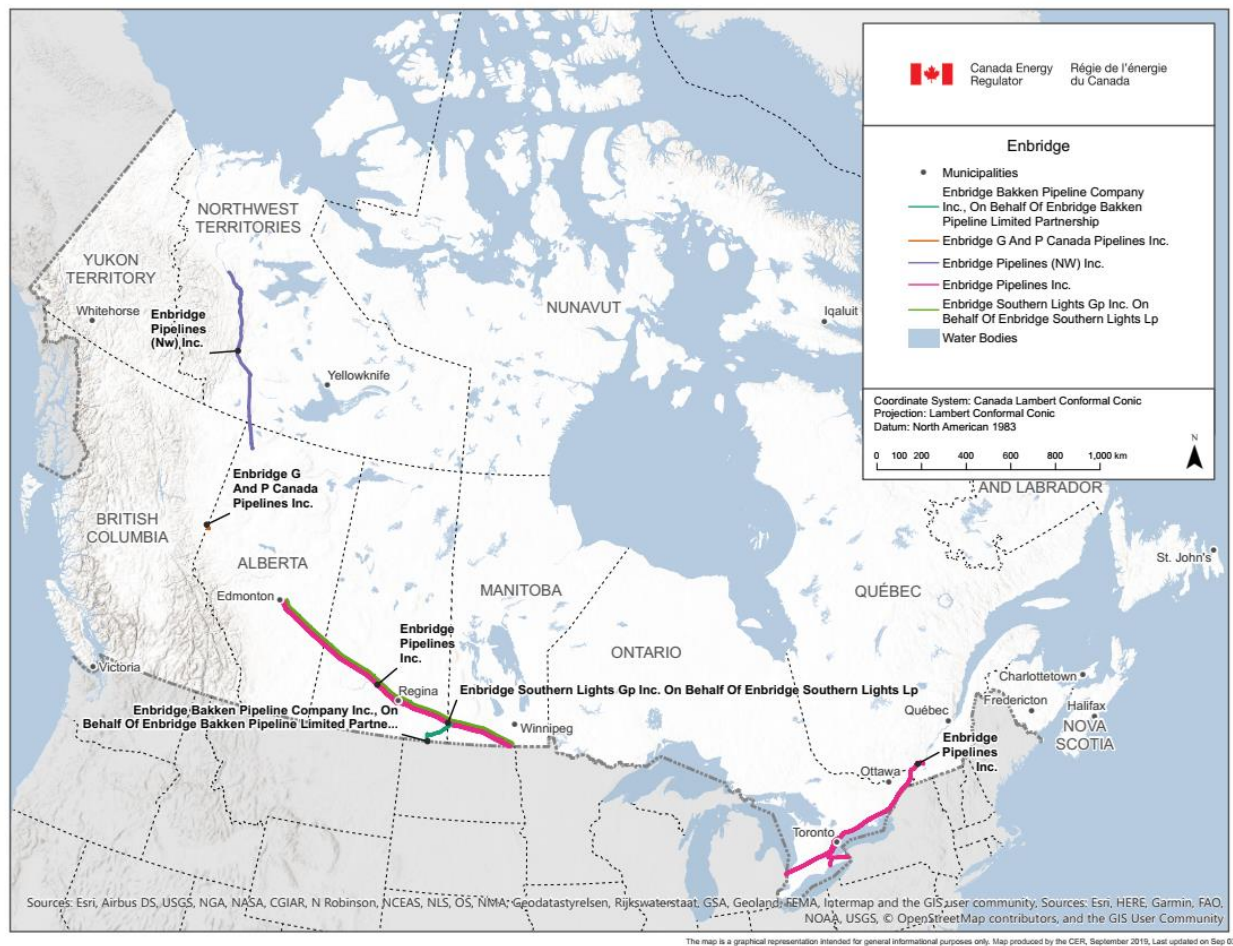 Canada Energy
Regulator
Régie de l'énergie
du Canada
Enbridge
Municipalities
Enbridge Bakken Pipeline Company
Inc., On Behalf Of Enbridge Bakken
Pipeline Limited Partnership
Enbridge G And P Canada Pipelines Inc.
Enbridge Pipelines (NW) Inc.
Enbridge Pipelines Inc.
Enbridge Southern Lights Gp Inc. On
Behalf Of Enbridge Southern Lights Lp
Water Bodies
Coordinate System: Canada Lambert Conformal Conic
Projection: Lambert Conformal Conic
Datum: North American 1983
N
0 100 200 400 600 800 1,000 km
NORTHWEST
TERRITORIES
YUKON
TERRITORY
Whitehorse
Enbridge
Pipelines
(Nw) Inc.
NUNAVUT
Iqaluit
Yellowknife
Enbridge G
And P Canada
Pipelines Inc.
BRITISH
COLUMBIA
ALBERTA
Edmonton
MANITOBA
ONTARIO
QUÉBEC
AND LABRADOR
St. John's
Enbridge
Pipelines
Inc.
Victoria
Regina
Enbridge Southern Lights Gp Inc. On Behalf Of Enbridge Southern Lights Lp
Enbridge Bakken Pipeline Company Inc., On
Behalf Of Enbridge Bakken Pipeline Limited Partne...
Winnipeg
Charlottetown
Fredericton
Halifax
NOVA
SCOTIA
Québec
Enbridge
Pipelines
Inc.
Ottawa
Toronto
Sources: Esri, Airbus DS, USGS, NGA, NASA, CGIAR, N Robinson, NCEAS, NLS, OS, NMA, Geodatastyrelsen, Rijkswaterstaat, GSA, Geoland, FEMA, Intermap and the GIS user community, Sources: Esri, HERE, Garmin, FAO,
NOAA, USGS, © OpenStreetMap contributors, and the GIS User Community
The map is a graphical representation intended for general informational purposes only. Map produced by the CER, September 2019, Last updated on Sep